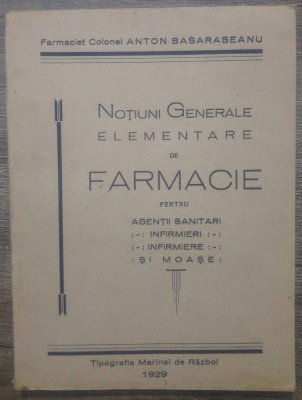 Farmacist Colonel ANTON BASARABEANU
NOȚIUNI GENERALE
ELEMENTARE
DE
FARMACIE
PENTRU
AGENȚII SANITARI
:-: INFIRMIERI :-:
:-: INFIRMIERE :-:
: ȘI MOAȘE :
Tipografia Marinei de Război
1929